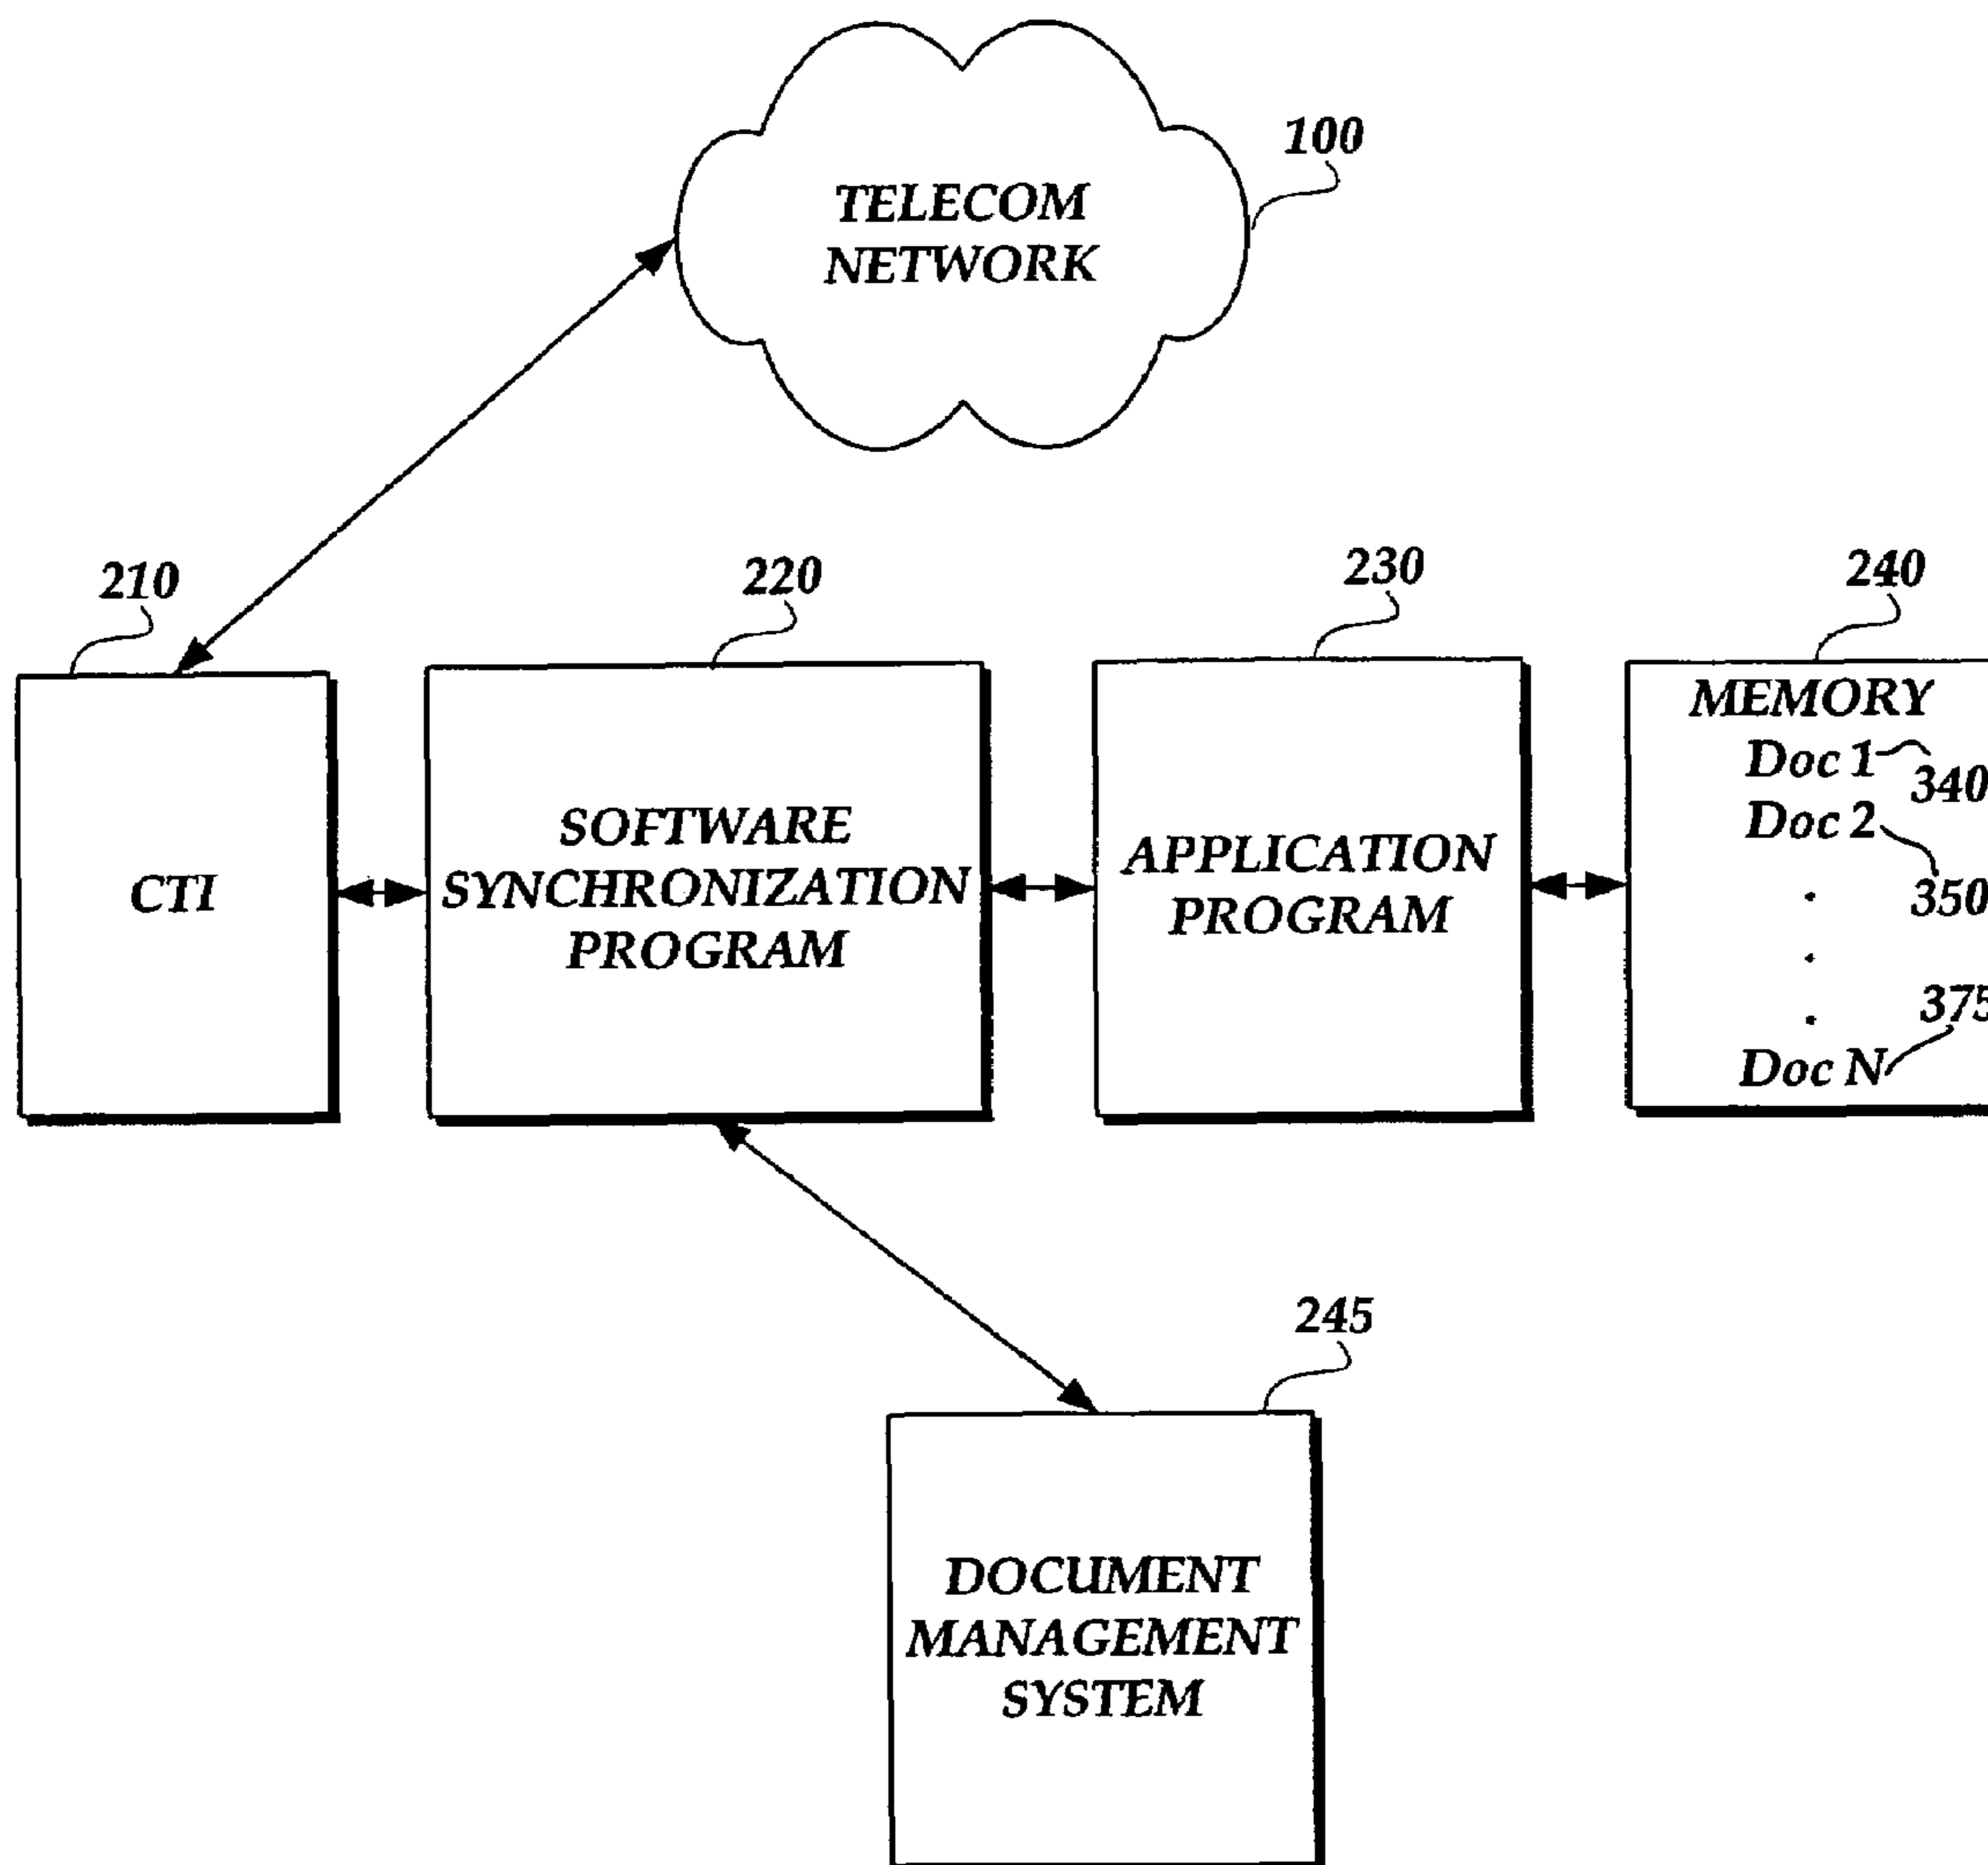 100
TELECOM
NETWORK
210
220
230
240
CTI
SOFTWARE
SYNCHRONIZATION
PROGRAM
APPLICATION
PROGRAM
MEMORY
Doc 1
340
Doc 2
350
.
.
.
375
Doc N
245
DOCUMENT
MANAGEMENT
SYSTEM